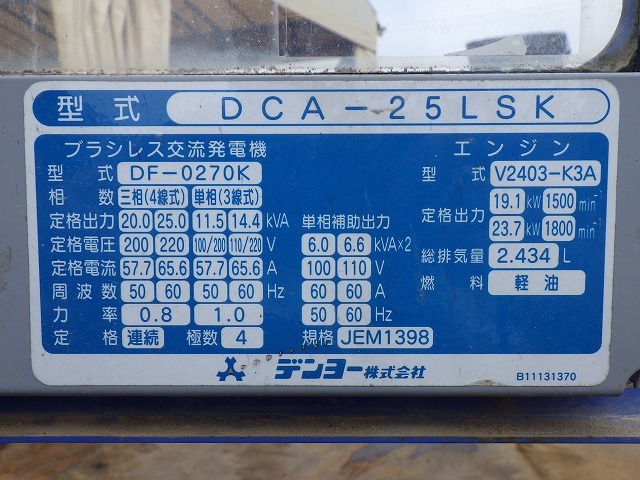 型式 DCA-25LSK
ブラシレス交流発電機
型式 DF-0270K
相数 三相(4線式) 単相(3線式)
定格出力 20.0 25.0 11.5 14.4 kVA
定格電圧 200 220 100/200 110/220 V
定格電流 57.7 65.6 57.7 65.6 A
周波数 50 60 50 60 Hz
力率 0.8 1.0
定格 連続 極数 4
単相補助出力
6.0 6.6 kVA×2
100 110 V
60 60 A
50 60 Hz
規格 JEM1398
エンジン
型式 V2403-K3A
定格出力 19.1 kW 1500 min⁻¹
23.7 kW 1800 min⁻¹
総排気量 2.434 L
燃料 軽油
デンヨー株式会社
B11131370